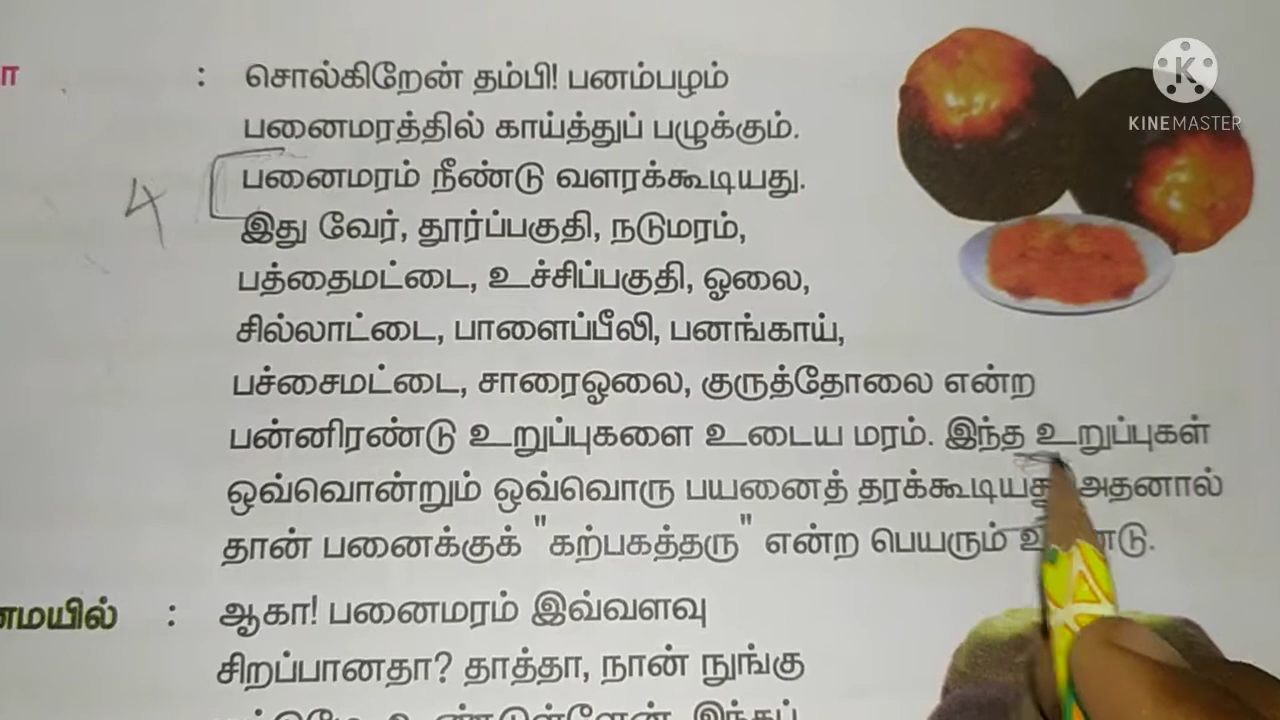 ா : சொல்கிறேன் தம்பி! பனம்பழம்
பனைமரத்தில் காய்த்துப் பழுக்கும்.
பனைமரம் நீண்டு வளரக்கூடியது.
4 இது வேர், தூர்ப்பகுதி, நடுமரம்,
பத்தைமட்டை, உச்சிப்பகுதி, ஓலை,
சில்லாட்டை, பாளைப்பீலி, பனங்காய்,
பச்சைமட்டை, சாரைஓலை, குருத்தோலை என்ற
பன்னிரண்டு உறுப்புகளை உடைய மரம். இந்த உறுப்புகள்
ஒவ்வொன்றும் ஒவ்வொரு பயனைத் தரக்கூடியது அதனால்
தான் பனைக்குக் "கற்பகத்தரு" என்ற பெயரும்
மயில் : ஆகா! பனைமரம் இவ்வளவு
சிறப்பானதா? தாத்தா, நான் நுங்கு
K
KINEMASTER